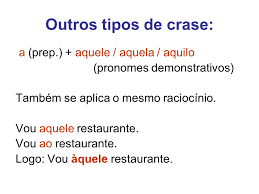 Outros tipos de crase:
a (prep.) + aquele / aquela / aquilo
(pronomes demonstrativos)
Também se aplica o mesmo raciocínio.
Vou aquele restaurante.
Vou ao restaurante.
Logo: Vou àquele restaurante.